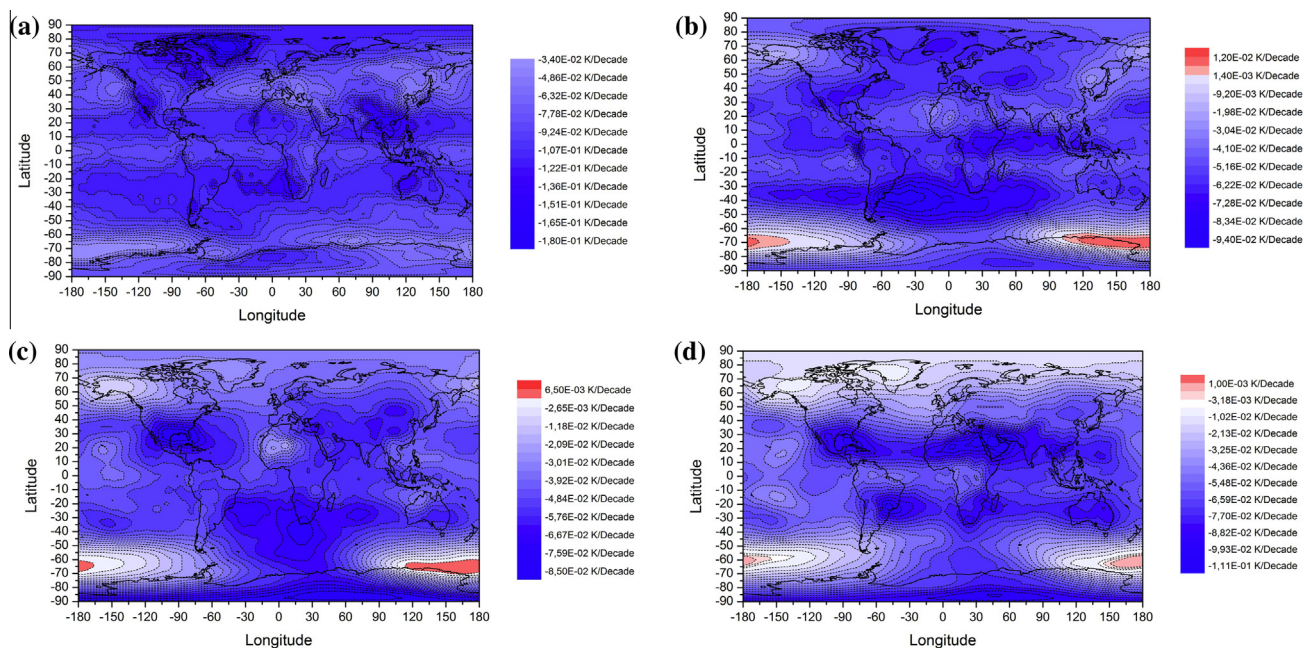 (a)
90
80
70
60
50
40
30
20
10
0
-10
-20
-30
-40
-50
-60
-70
-80
-90
Latitude
-180 -150 -120 -90 -60 -30 0 30 60 90 120 150 180
Longitude
-3,40E-02 K/Decade
-4,86E-02 K/Decade
-6,32E-02 K/Decade
-7,78E-02 K/Decade
-9,24E-02 K/Decade
-1,07E-01 K/Decade
-1,22E-01 K/Decade
-1,36E-01 K/Decade
-1,51E-01 K/Decade
-1,65E-01 K/Decade
-1,80E-01 K/Decade
(b)
90
80
70
60
50
40
30
20
10
0
-10
-20
-30
-40
-50
-60
-70
-80
-90
Latitude
-180 -150 -120 -90 -60 -30 0 30 60 90 120 150 180
Longitude
1,20E-02 K/Decade
1,40E-03 K/Decade
-9,20E-03 K/Decade
-1,98E-02 K/Decade
-3,04E-02 K/Decade
-4,10E-02 K/Decade
-5,16E-02 K/Decade
-6,22E-02 K/Decade
-7,28E-02 K/Decade
-8,34E-02 K/Decade
-9,40E-02 K/Decade
(c)
90
80
70
60
50
40
30
20
10
0
-10
-20
-30
-40
-50
-60
-70
-80
-90
Latitude
-180 -150 -120 -90 -60 -30 0 30 60 90 120 150 180
Longitude
6,50E-03 K/Decade
-2,65E-03 K/Decade
-1,18E-02 K/Decade
-2,09E-02 K/Decade
-3,01E-02 K/Decade
-3,92E-02 K/Decade
-4,84E-02 K/Decade
-5,76E-02 K/Decade
-6,67E-02 K/Decade
-7,59E-02 K/Decade
-8,50E-02 K/Decade
(d)
90
80
70
60
50
40
30
20
10
0
-10
-20
-30
-40
-50
-60
-70
-80
-90
Latitude
-180 -150 -120 -90 -60 -30 0 30 60 90 120 150 180
Longitude
1,00E-03 K/Decade
-3,18E-03 K/Decade
-1,02E-02 K/Decade
-2,13E-02 K/Decade
-3,25E-02 K/Decade
-4,36E-02 K/Decade
-5,48E-02 K/Decade
-6,59E-02 K/Decade
-7,70E-02 K/Decade
-8,82E-02 K/Decade
-9,93E-02 K/Decade
-1,11E-01 K/Decade